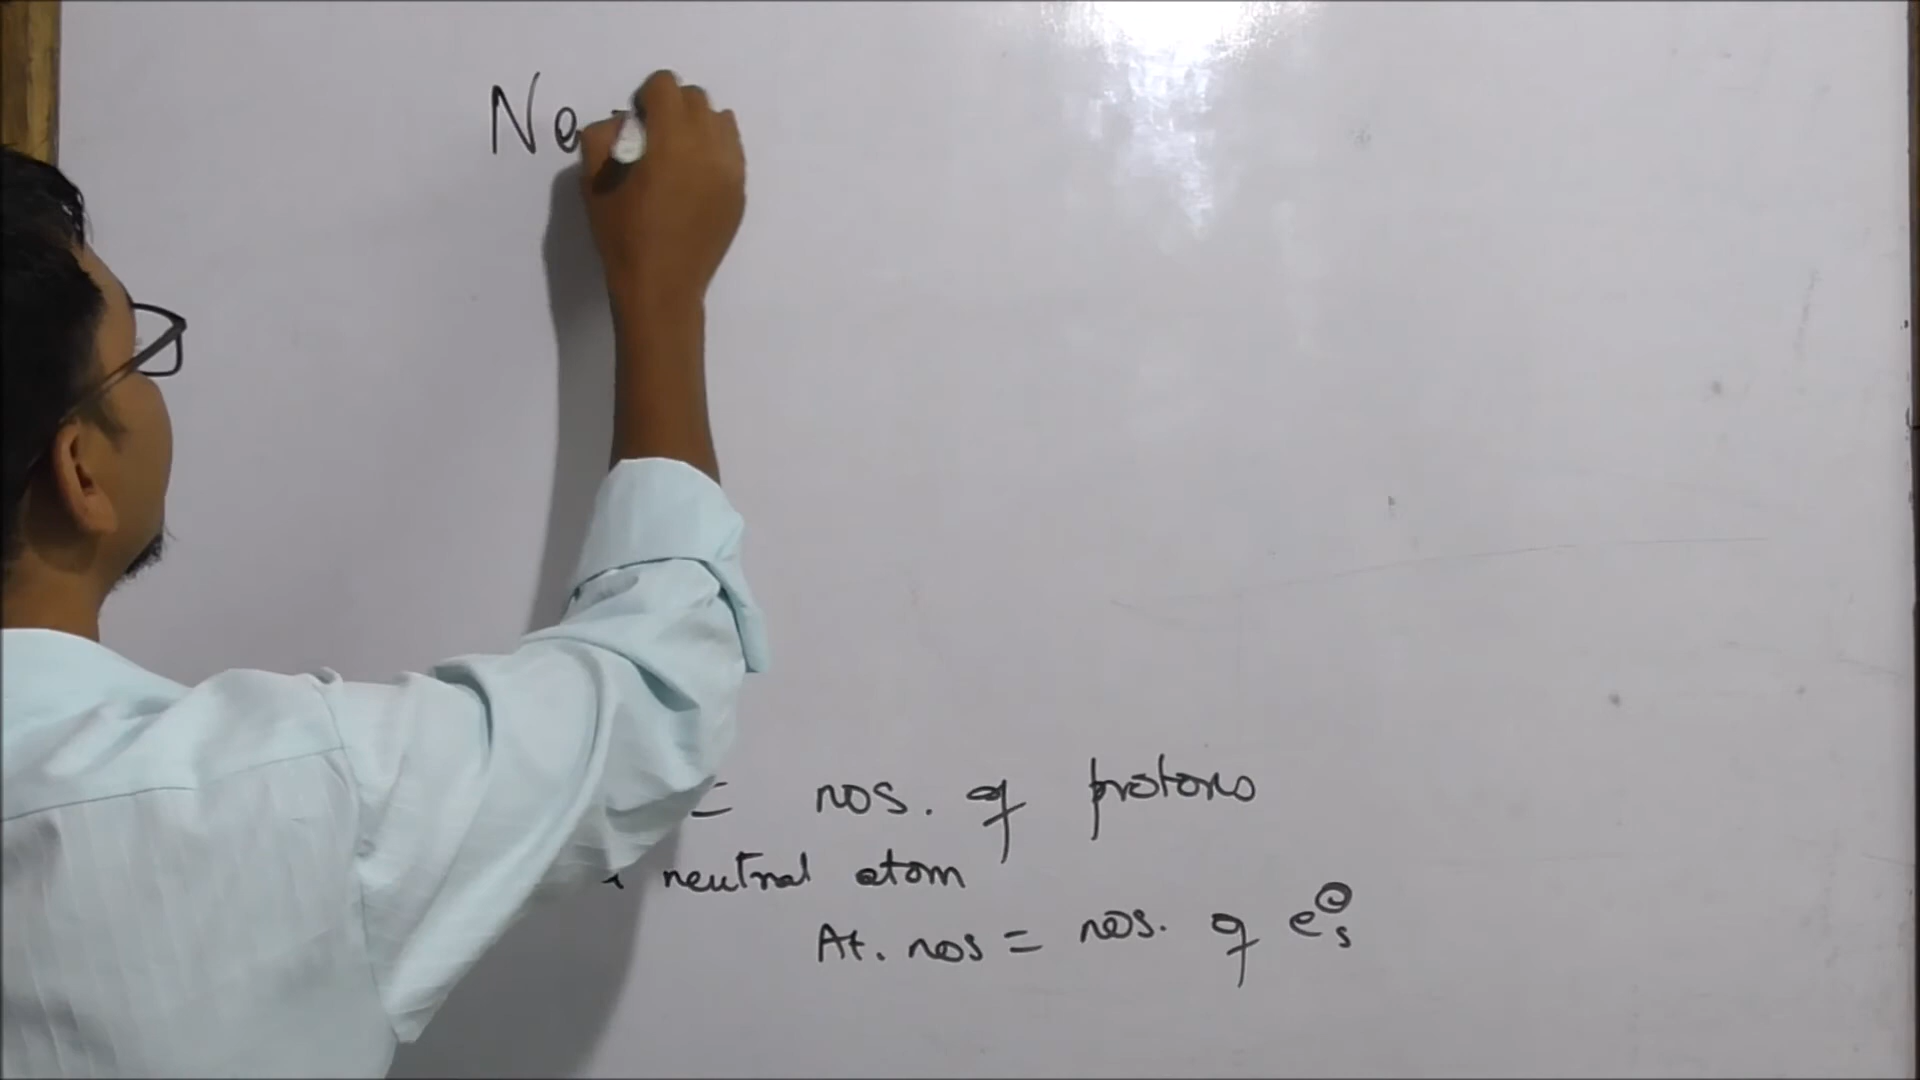 Ne
= nos. of protons
neutral atom
At. nos = nos. of e⊖s